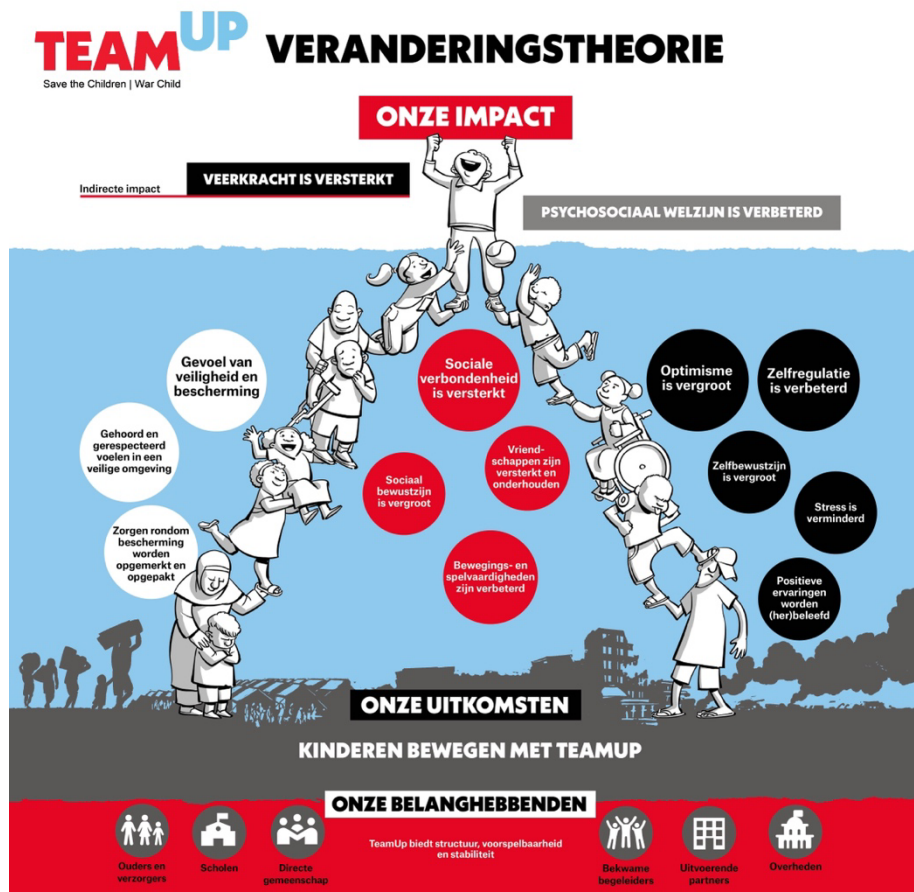 TEAMUP
Save the Children | War Child
VERANDERINGSTHEORIE
ONZE IMPACT
Indirecte impact
VEERKRACHT IS VERSTERKT
PSYCHOSOCIAAL WELZIJN IS VERBETERD
Gevoel van
veiligheid en
bescherming
Gehoord en
gerespecteerd
voelen in een
veilige omgeving
Zorgen rondom
bescherming
worden
opgemerkt en
opgepakt
Sociale
verbondenheid
is versterkt
Vriend-
schappen zijn
versterkt en
onderhouden
Sociaal
bewustzijn
is vergroot
Bewegings- en
spelvaardigheden
zijn verbeterd
Optimisme
is vergroot
Zelfregulatie
is verbeterd
Zelfbewustzijn
is vergroot
Stress is
verminderd
Positieve
ervaringen
worden
(her)beleefd
ONZE UITKOMSTEN
KINDEREN BEWEGEN MET TEAMUP
ONZE BELANGHEBBENDEN
Ouders en
verzorgers
Scholen
Directe
gemeenschap
TeamUp biedt structuur, voorspelbaarheid
en stabiliteit
Bekwame
begeleiders
Uitvoerende
partners
Overheden